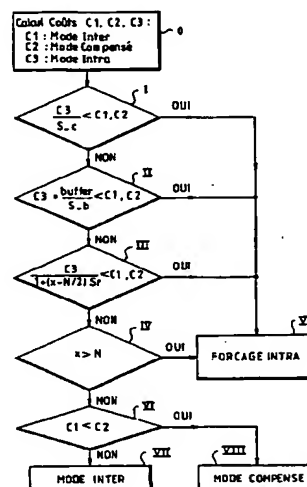 Calcul Coûts C1, C2, C3 :
C1 : Mode Inter
C2 : Mode Compensé
C3 : Mode Intra
0
I
C3
S_c
< C1, C2
OUI
NON
II
C3 + buffer
S_b
< C1, C2
OUI
NON
III
C3
1+(x-N/2).Sr
< C1, C2
OUI
NON
IV
x > N
OUI
V
FORCAGE INTRA
NON
VI
C1 < C2
OUI
NON
VII
VIII
MODE INTER
MODE COMPENSE